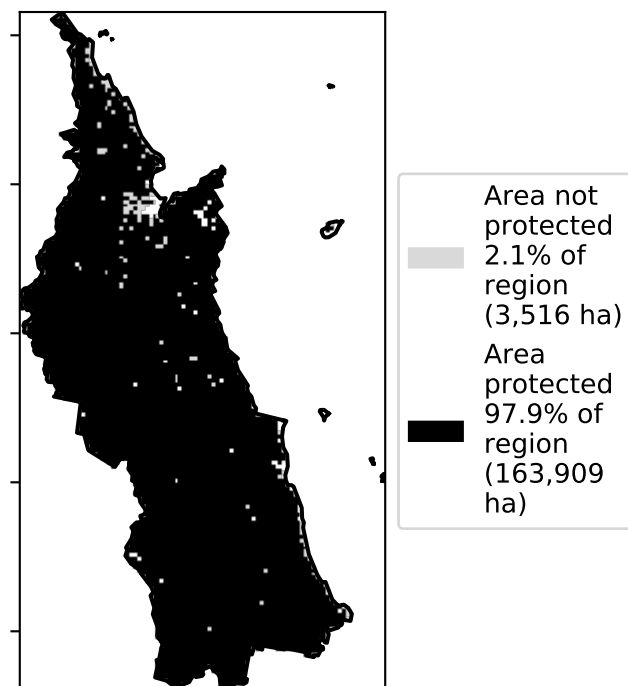 Area not
protected
2.1% of
region
(3,516 ha)
Area
protected
97.9% of
region
(163,909
ha)